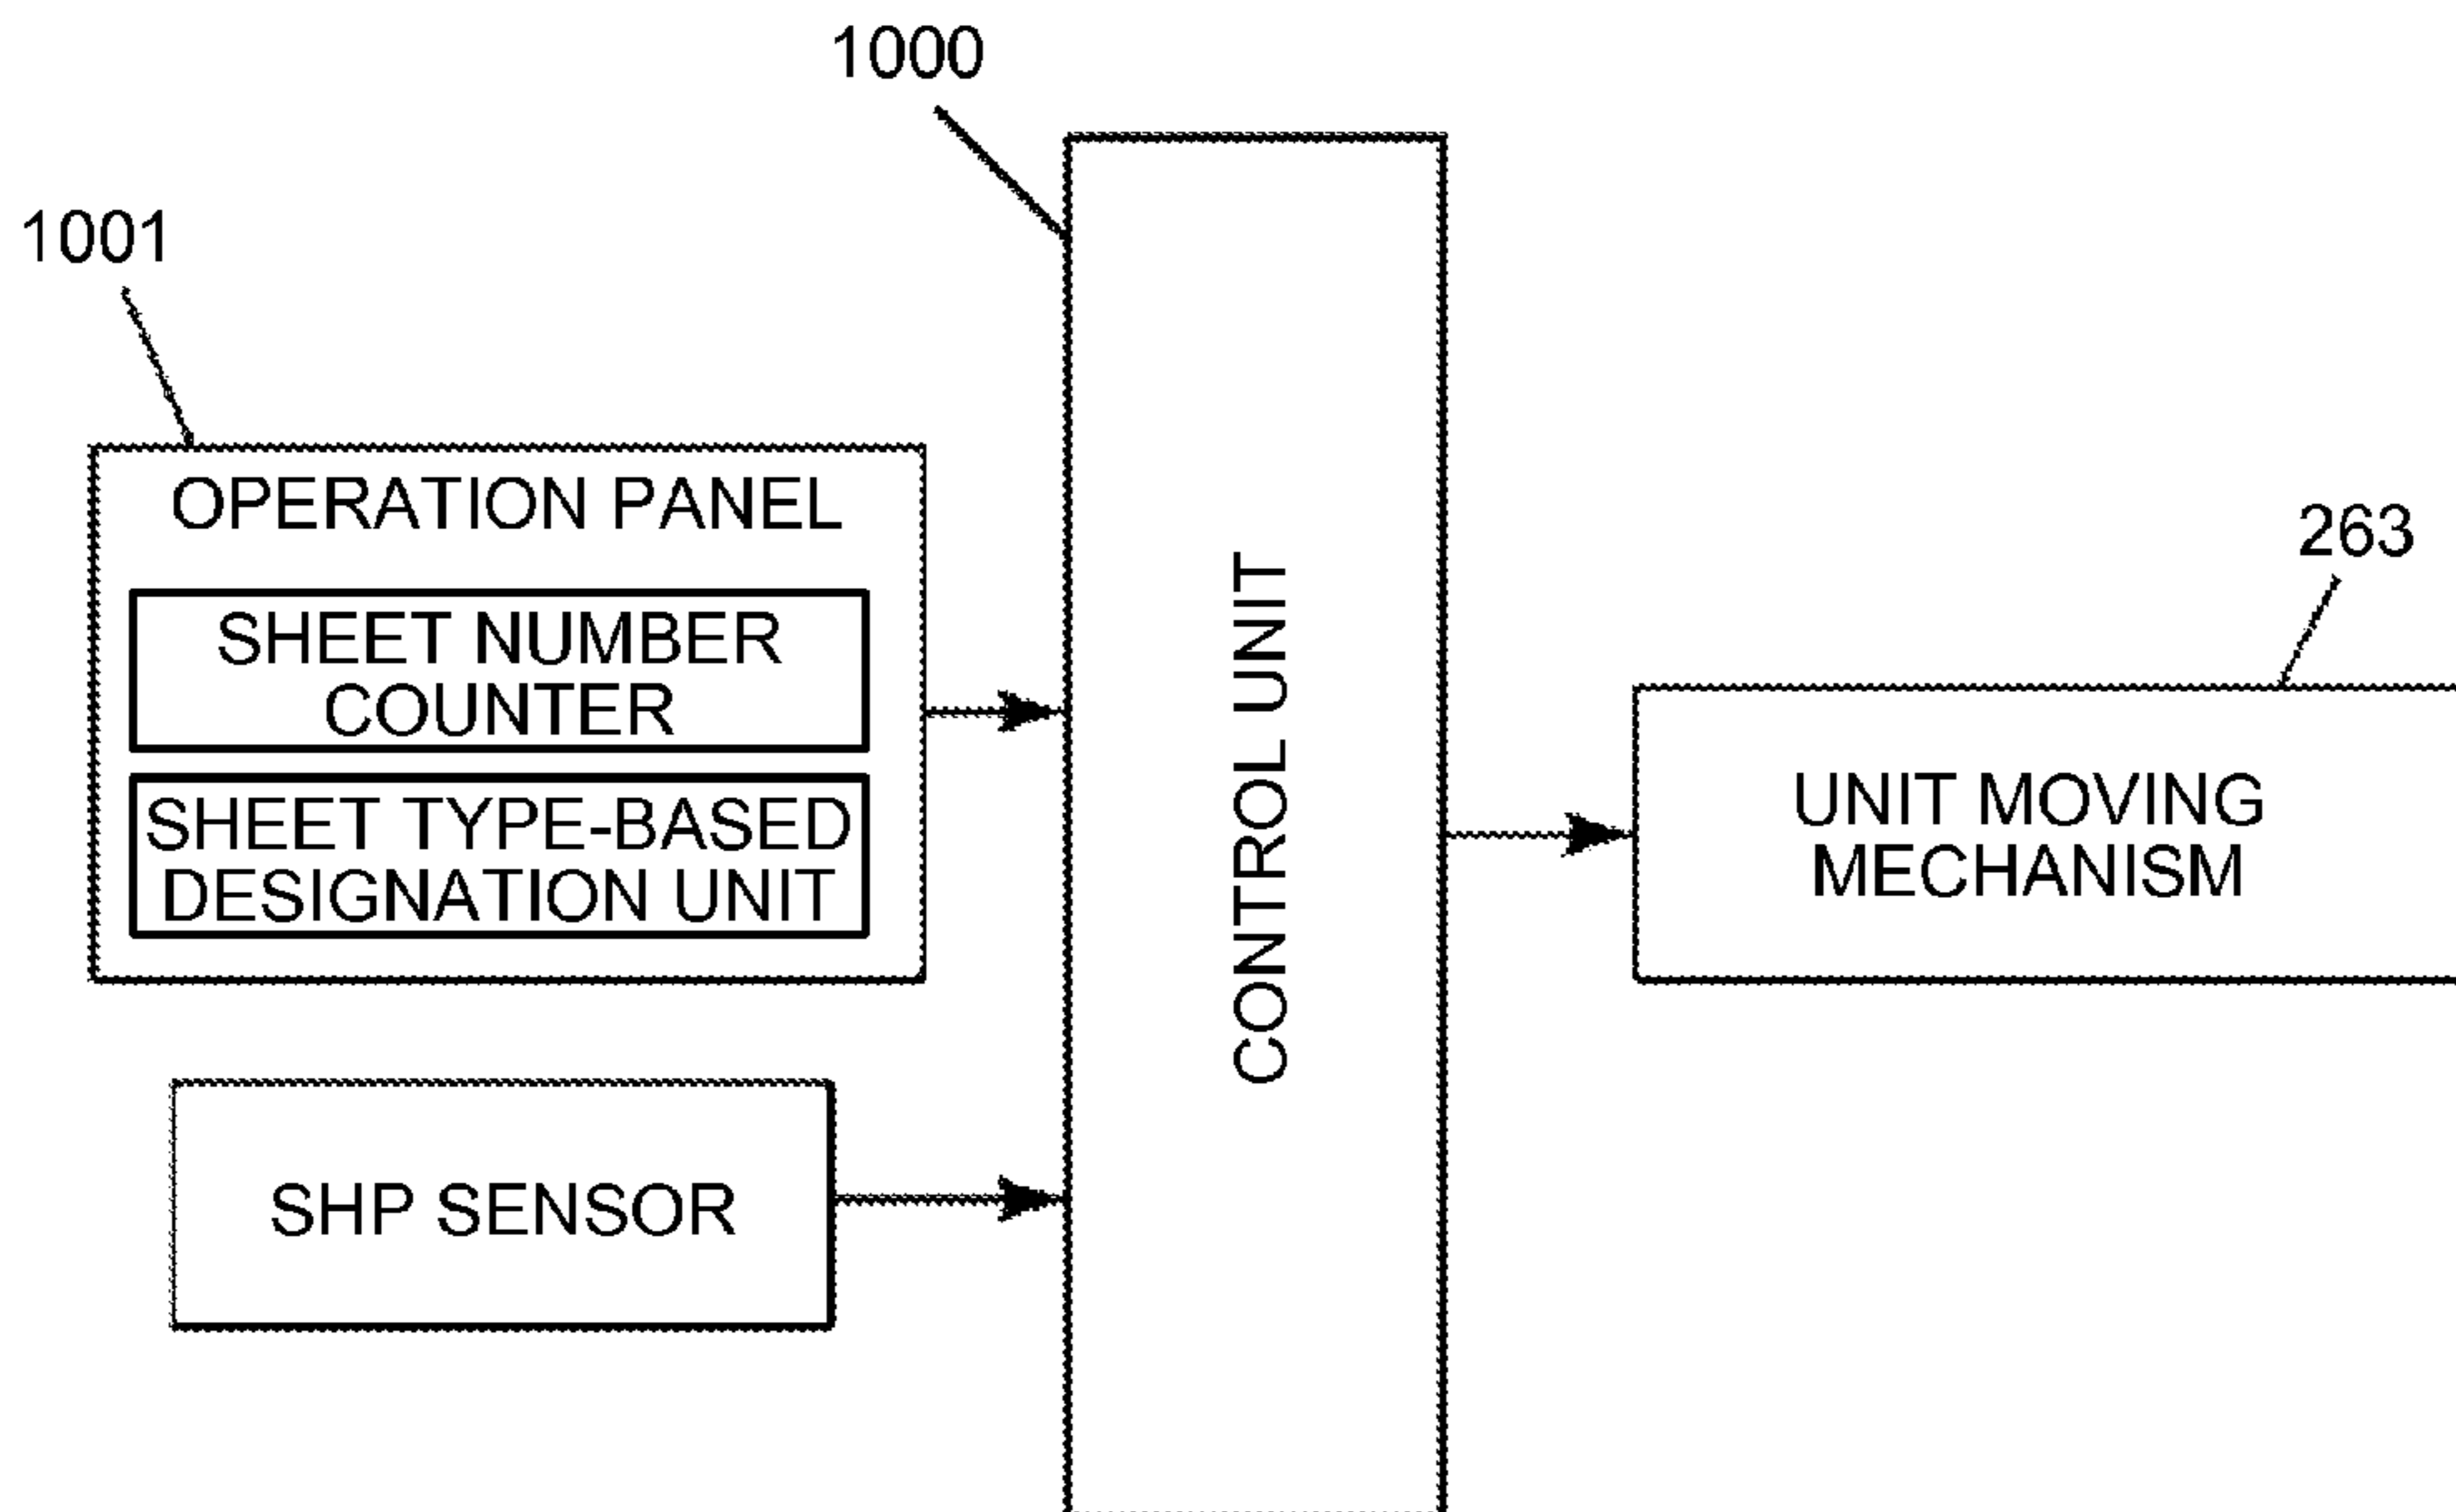 1000
1001
OPERATION PANEL
SHEET NUMBER
COUNTER
SHEET TYPE-BASED
DESIGNATION UNIT
SHP SENSOR
CONTROL UNIT
263
UNIT MOVING
MECHANISM